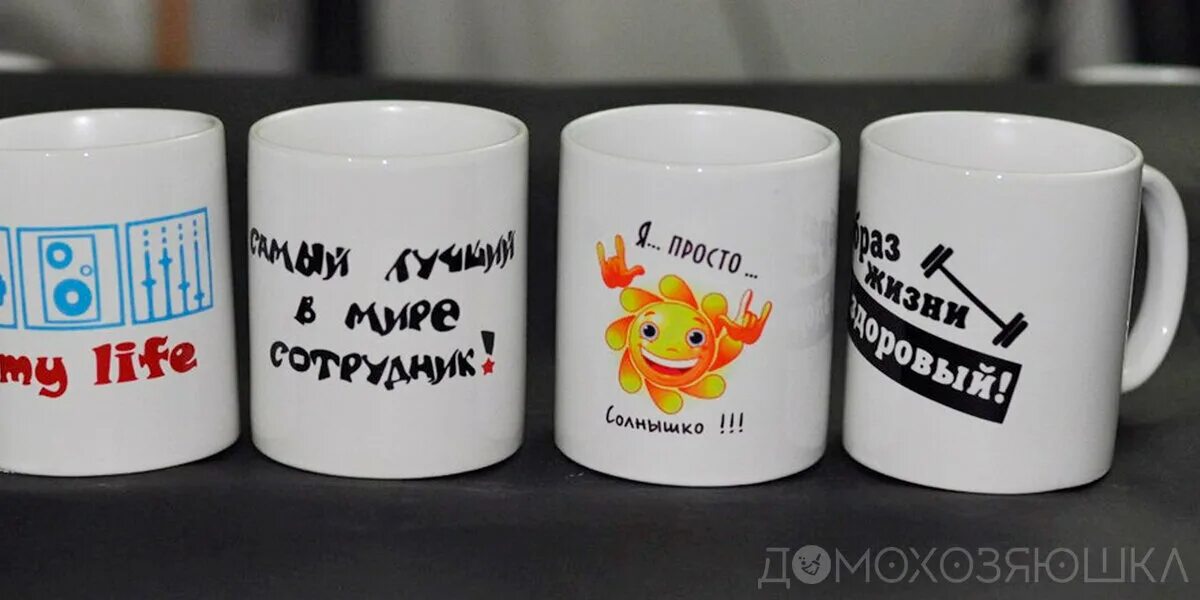 my life
САМЫЙ ЛУЧШИЙ
В МИРЕ
СОТРУДНИК!
Я... ПРОСТО...
Солнышко !!!
браз
жизни
здоровый!
ДОМОХОЗЯЮШКА